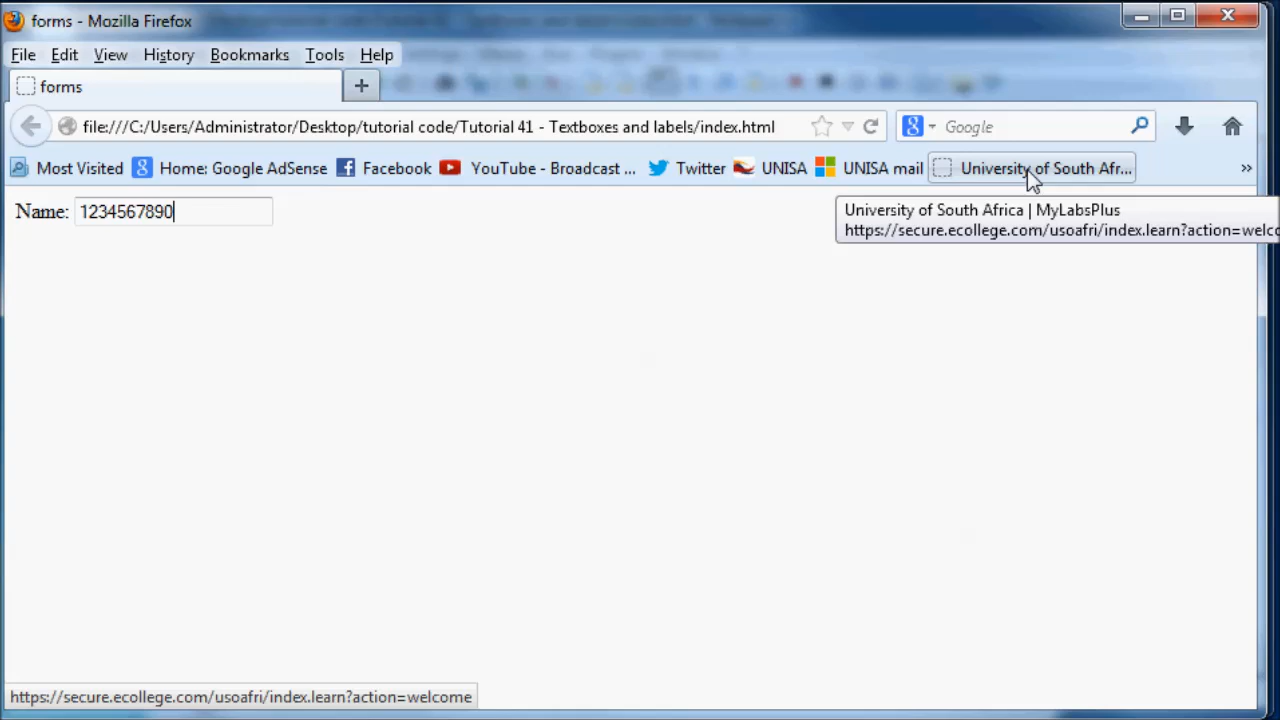 forms - Mozilla Firefox
File Edit View History Bookmarks Tools Help
forms
file:///C:/Users/Administrator/Desktop/tutorial code/Tutorial 41 - Textboxes and labels/index.html Google
Most Visited Home: Google AdSense Facebook YouTube - Broadcast ... Twitter UNISA UNISA mail University of South Afr... »
Name: 1234567890
University of South Africa | MyLabsPlus
https://secure.ecollege.com/usoafri/index.learn?action=welco
https://secure.ecollege.com/usoafri/index.learn?action=welcome